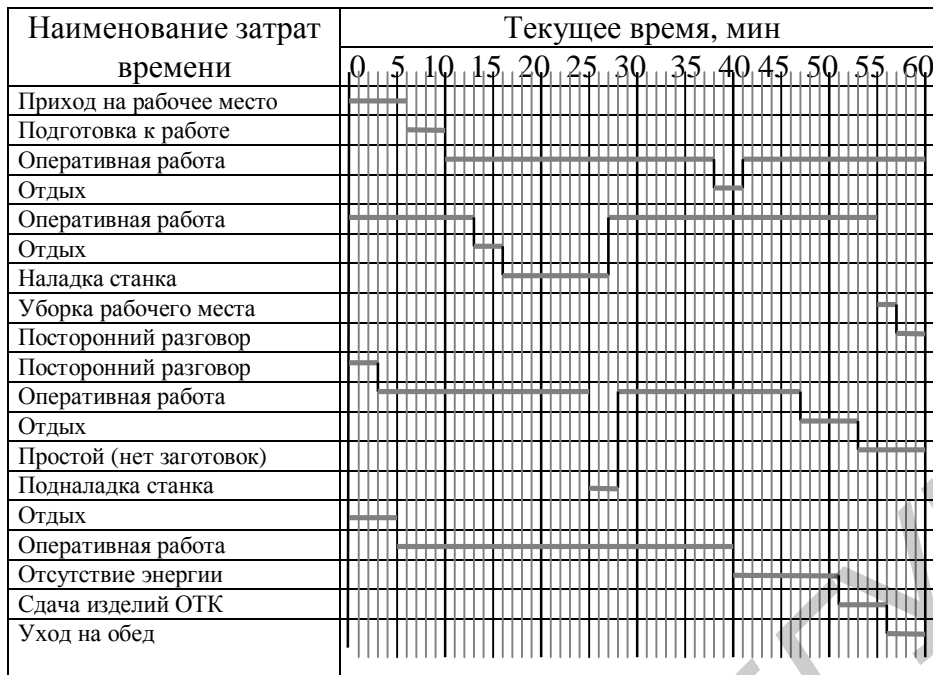 Наименование затрат времени
Текущее время, мин
0 5 10 15 20 25 30 35 40 45 50 55 60
Приход на рабочее место
Подготовка к работе
Оперативная работа
Отдых
Оперативная работа
Отдых
Наладка станка
Уборка рабочего места
Посторонний разговор
Посторонний разговор
Оперативная работа
Отдых
Простой (нет заготовок)
Подналадка станка
Отдых
Оперативная работа
Отсутствие энергии
Сдача изделий ОТК
Уход на обед